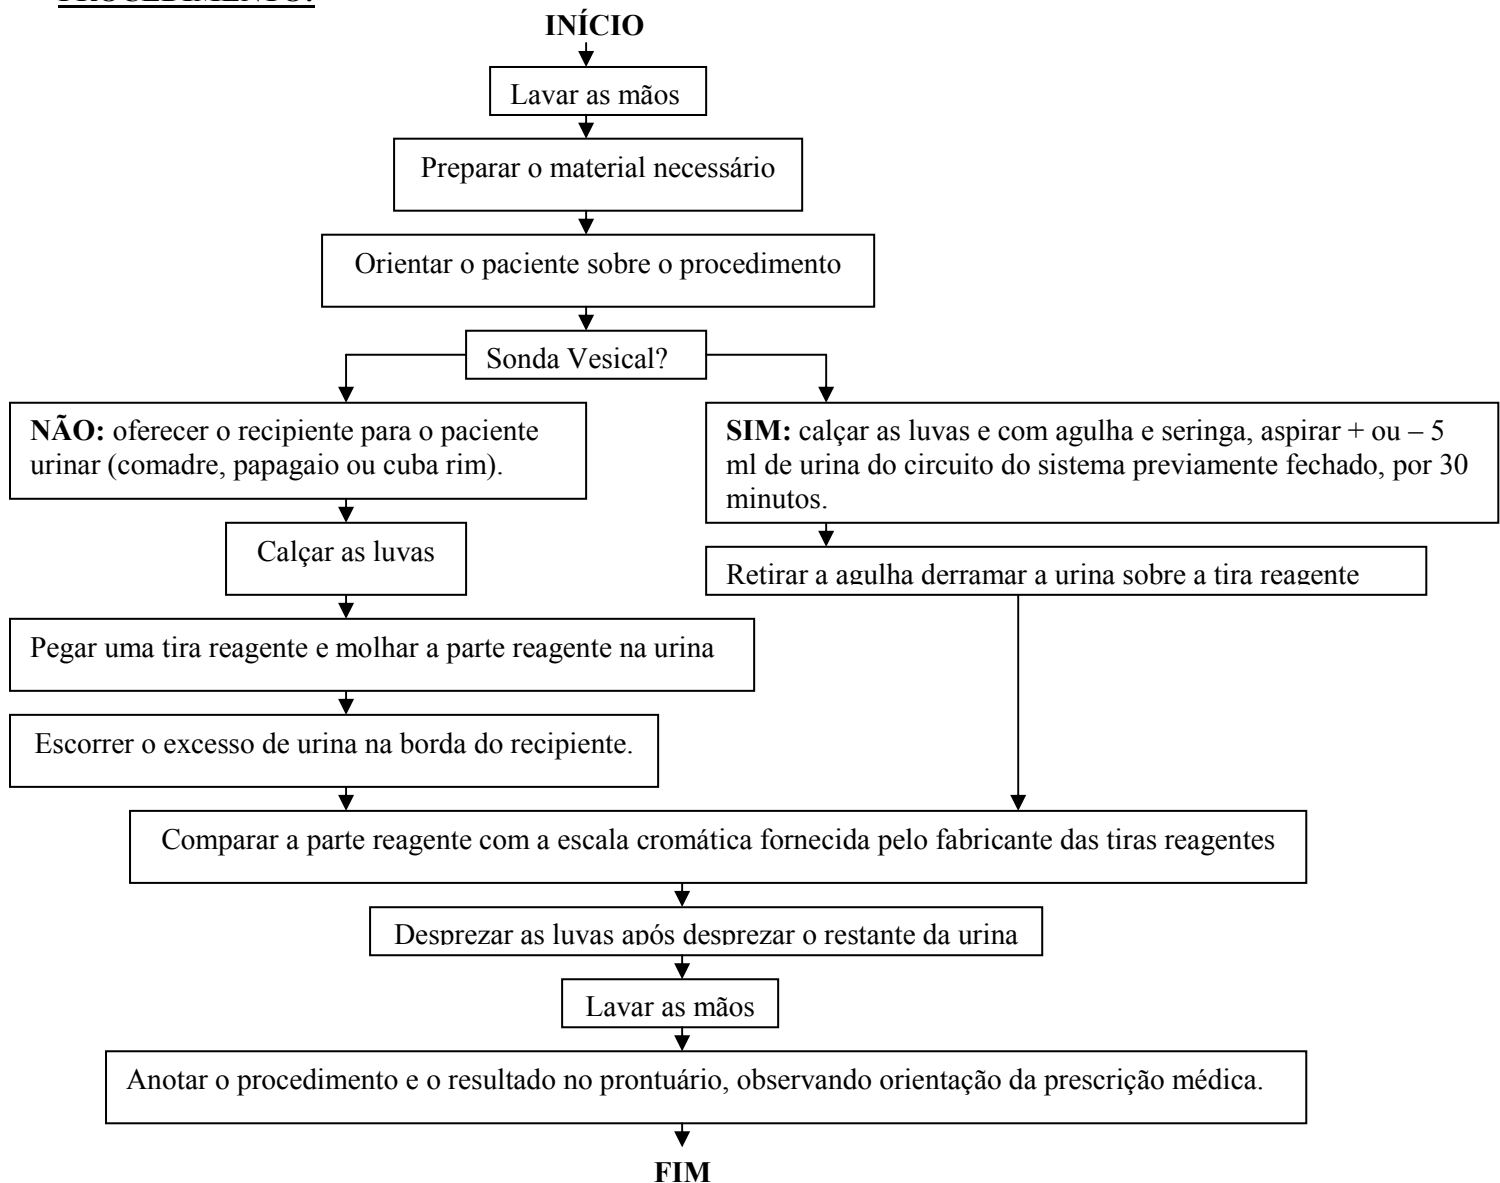 PROCEDIMENTO:
INÍCIO
Lavar as mãos
Preparar o material necessário
Orientar o paciente sobre o procedimento
Sonda Vesical?
NÃO: oferecer o recipiente para o paciente
urinar (comadre, papagaio ou cuba rim).
SIM: calçar as luvas e com agulha e seringa, aspirar + ou – 5
ml de urina do circuito do sistema previamente fechado, por 30
minutos.
Calçar as luvas
Retirar a agulha derramar a urina sobre a tira reagente
Pegar uma tira reagente e molhar a parte reagente na urina
Escorrer o excesso de urina na borda do recipiente.
Comparar a parte reagente com a escala cromática fornecida pelo fabricante das tiras reagentes
Desprezar as luvas após desprezar o restante da urina
Lavar as mãos
Anotar o procedimento e o resultado no prontuário, observando orientação da prescrição médica.
FIM